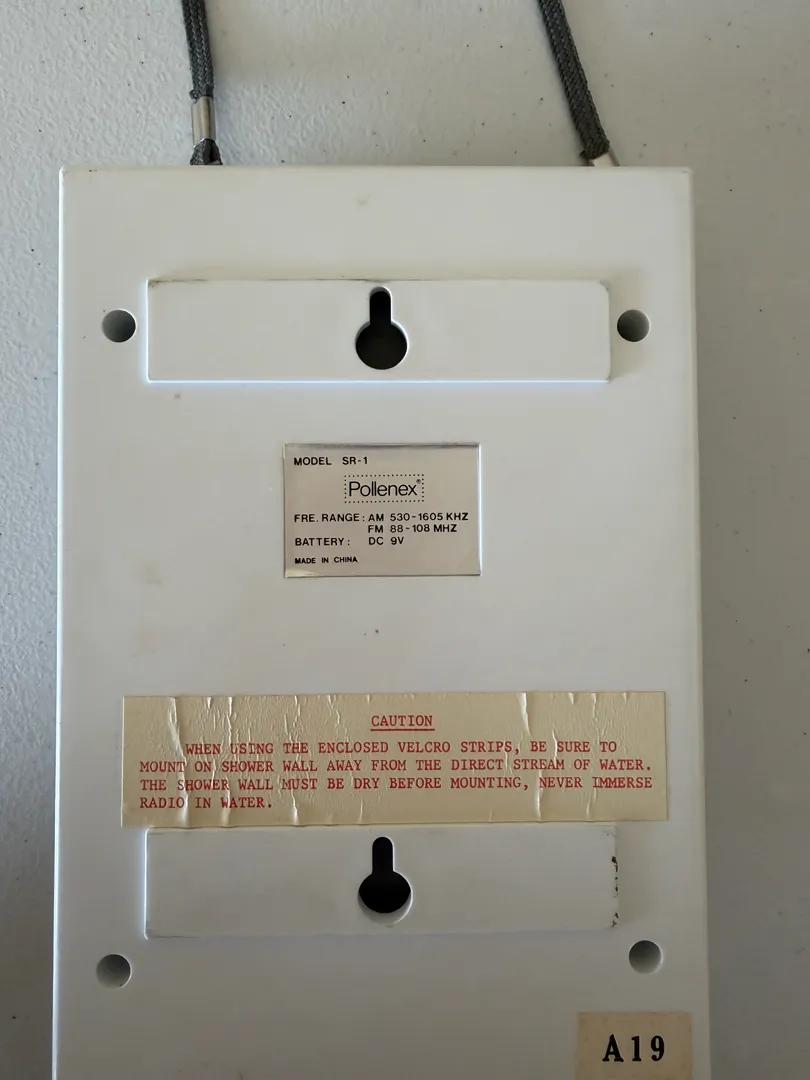 MODEL SR-1
Pollenex®
FRE. RANGE: AM 530-1605 KHZ
FM 88-108 MHZ
BATTERY: DC 9V
MADE IN CHINA
CAUTION
WHEN USING THE ENCLOSED VELCRO STRIPS, BE SURE TO
MOUNT ON SHOWER WALL AWAY FROM THE DIRECT STREAM OF WATER.
THE SHOWER WALL MUST BE DRY BEFORE MOUNTING, NEVER IMMERSE
RADIO IN WATER.
A19